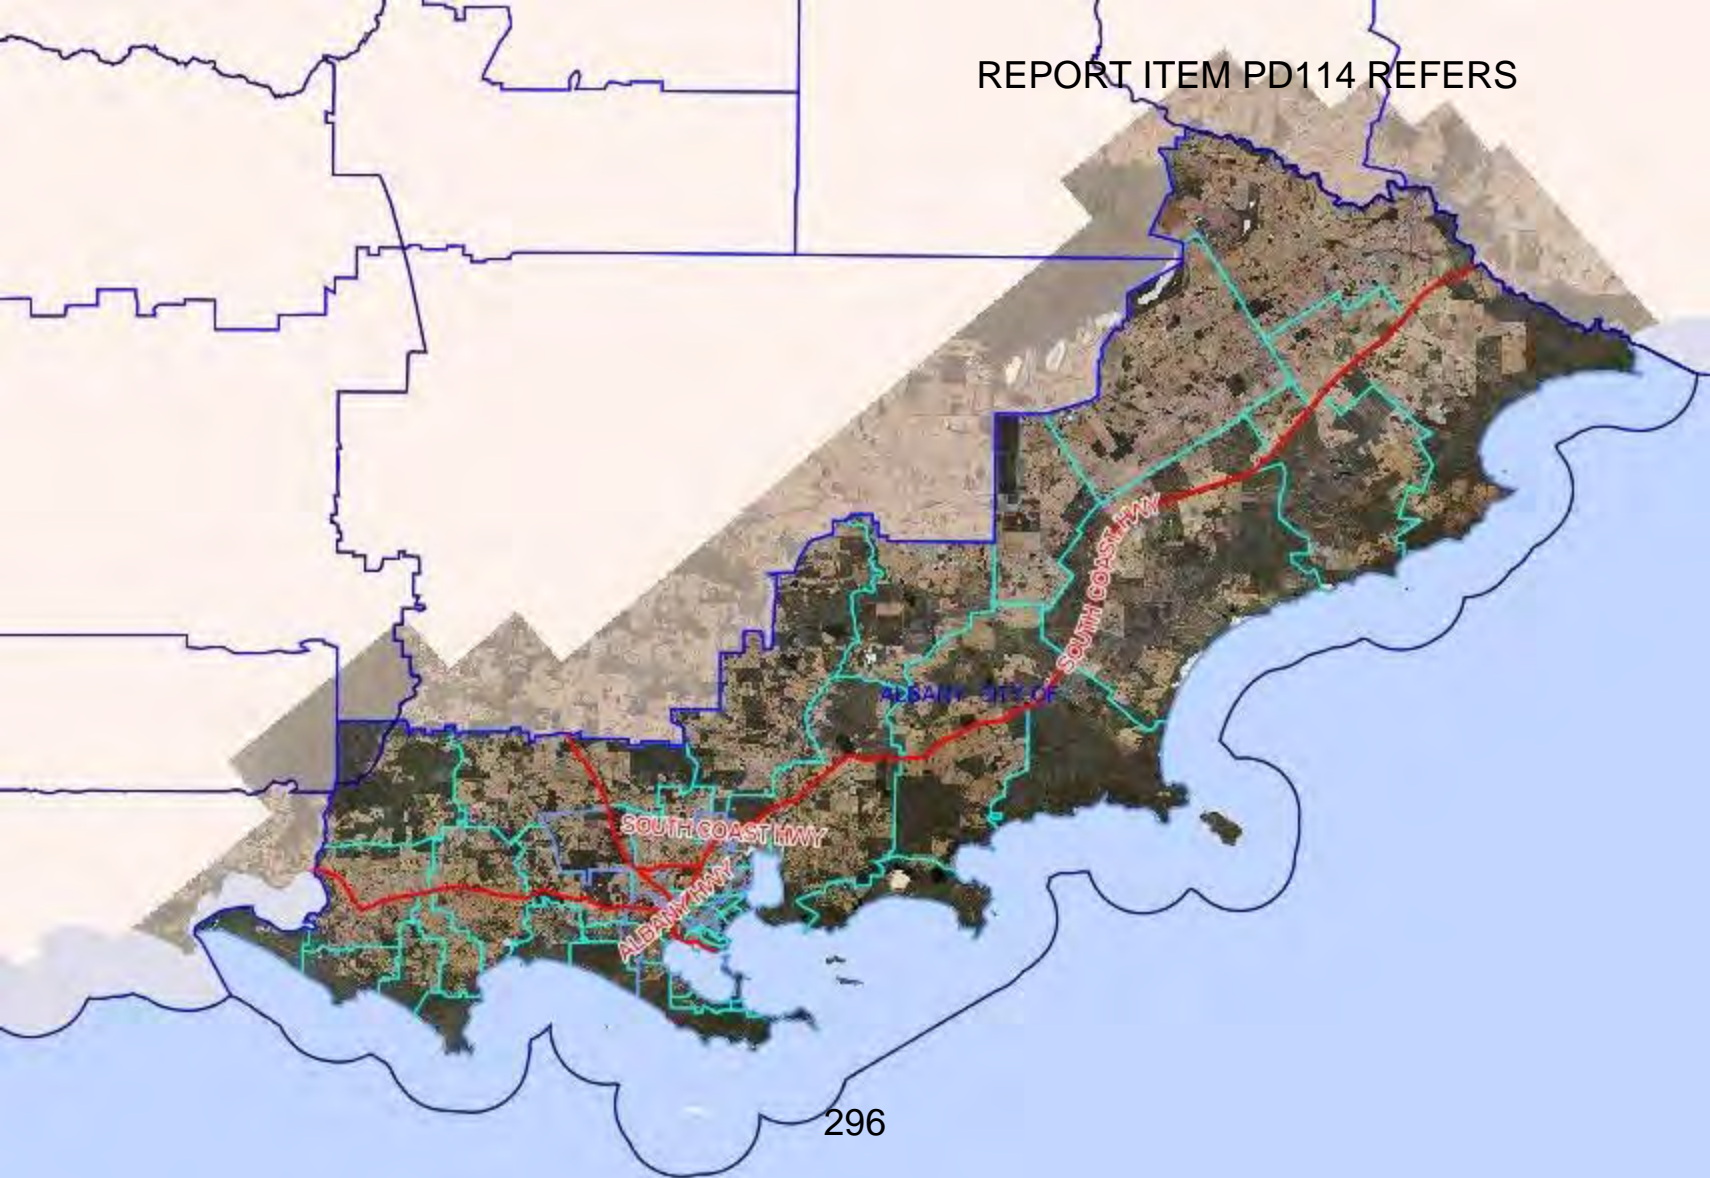 REPORT ITEM PD114 REFERS
SOUTH COAST HWY
ALBANY CITY OF
SOUTH COAST HWY
ALBANY HWY
296